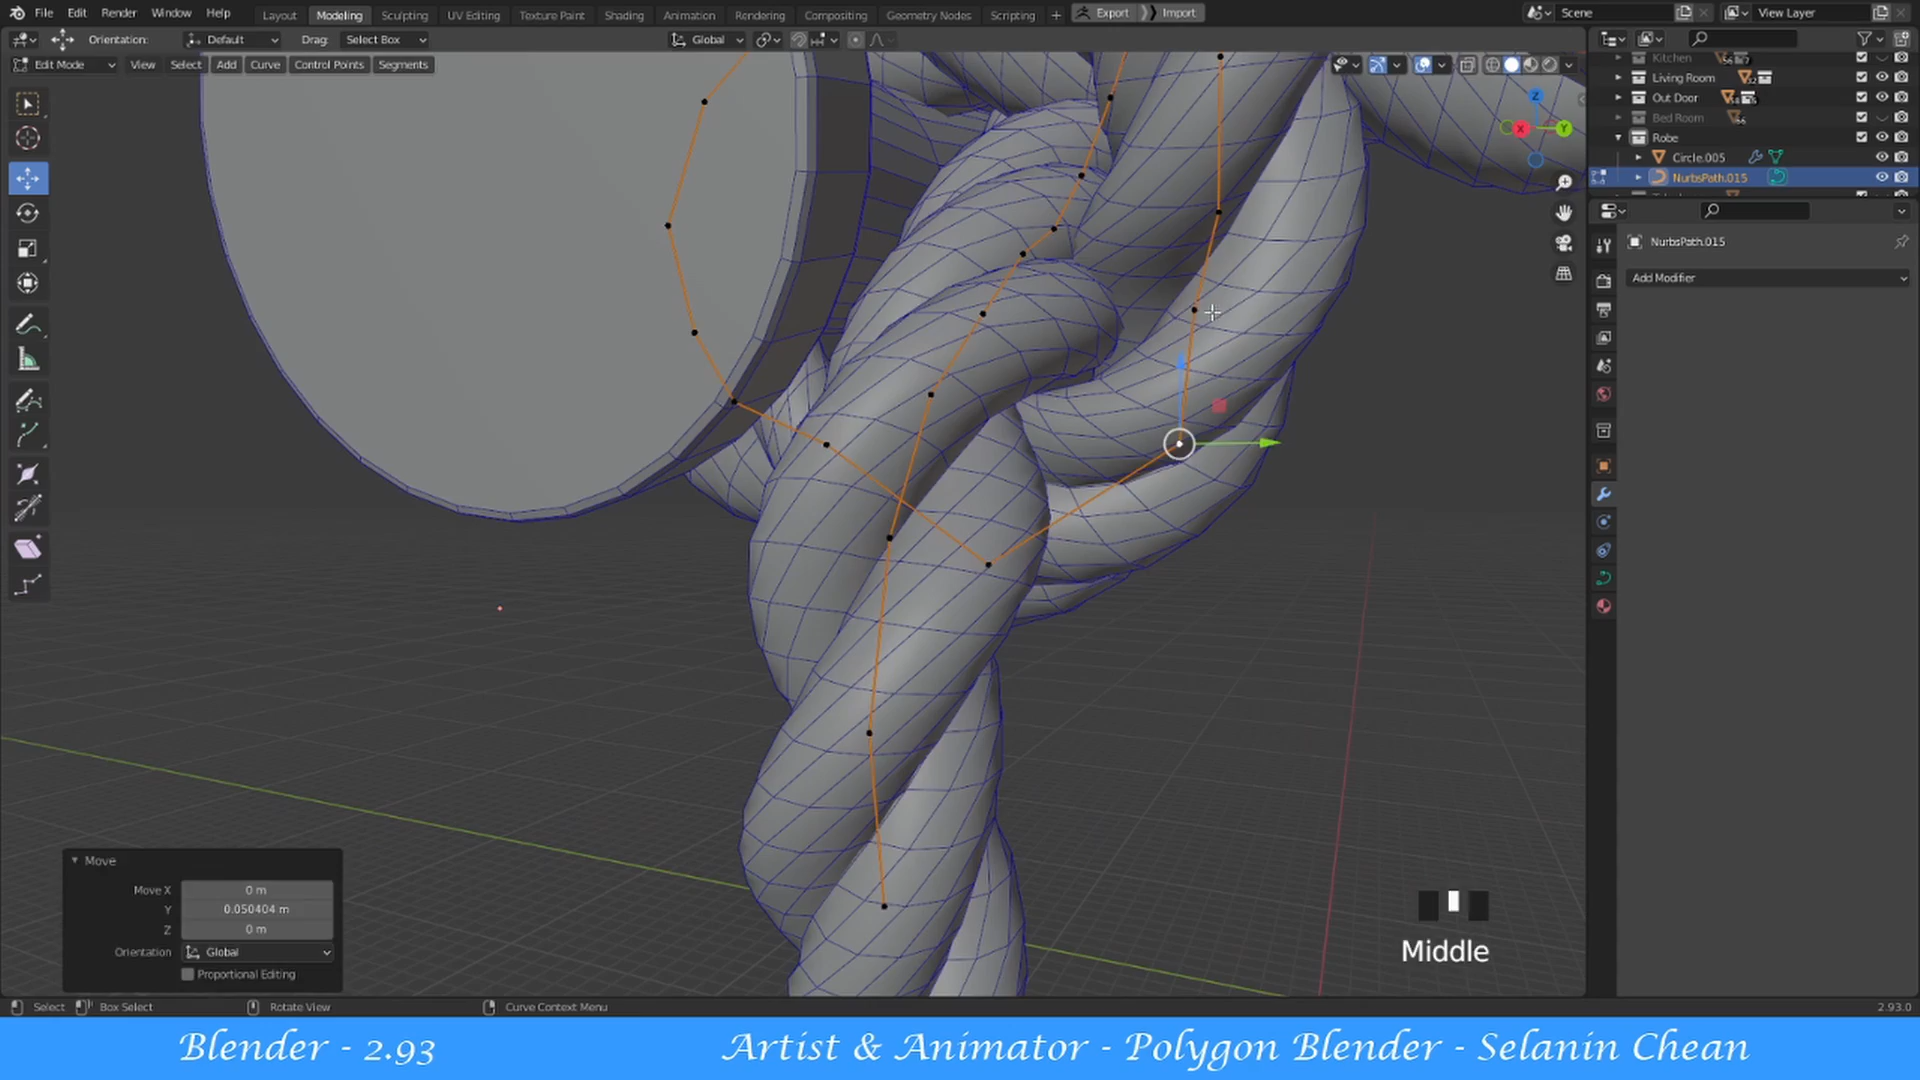 File Edit Render Window Help Layout Modeling Sculpting UV Editing Texture Paint Shading Animation Rendering Compositing Geometry Nodes Scripting + Export Import Scene View Layer
Orientation: Default Drag: Select Box Global
Edit Mode View Select Add Curve Control Points Segments
Kitchen
Living Room
Out Door
Bed Room
Robe
Circle.005
NurbsPath.015
Z
X
Y
NurbsPath.015
Add Modifier
Move
Move X 0 m
Y 0.050404 m
Z 0 m
Orientation Global
Proportional Editing
Middle
Select Box Select Rotate View Curve Context Menu 2.93.0
Blender - 2.93 Artist & Animator - Polygon Blender - Selanin Chean